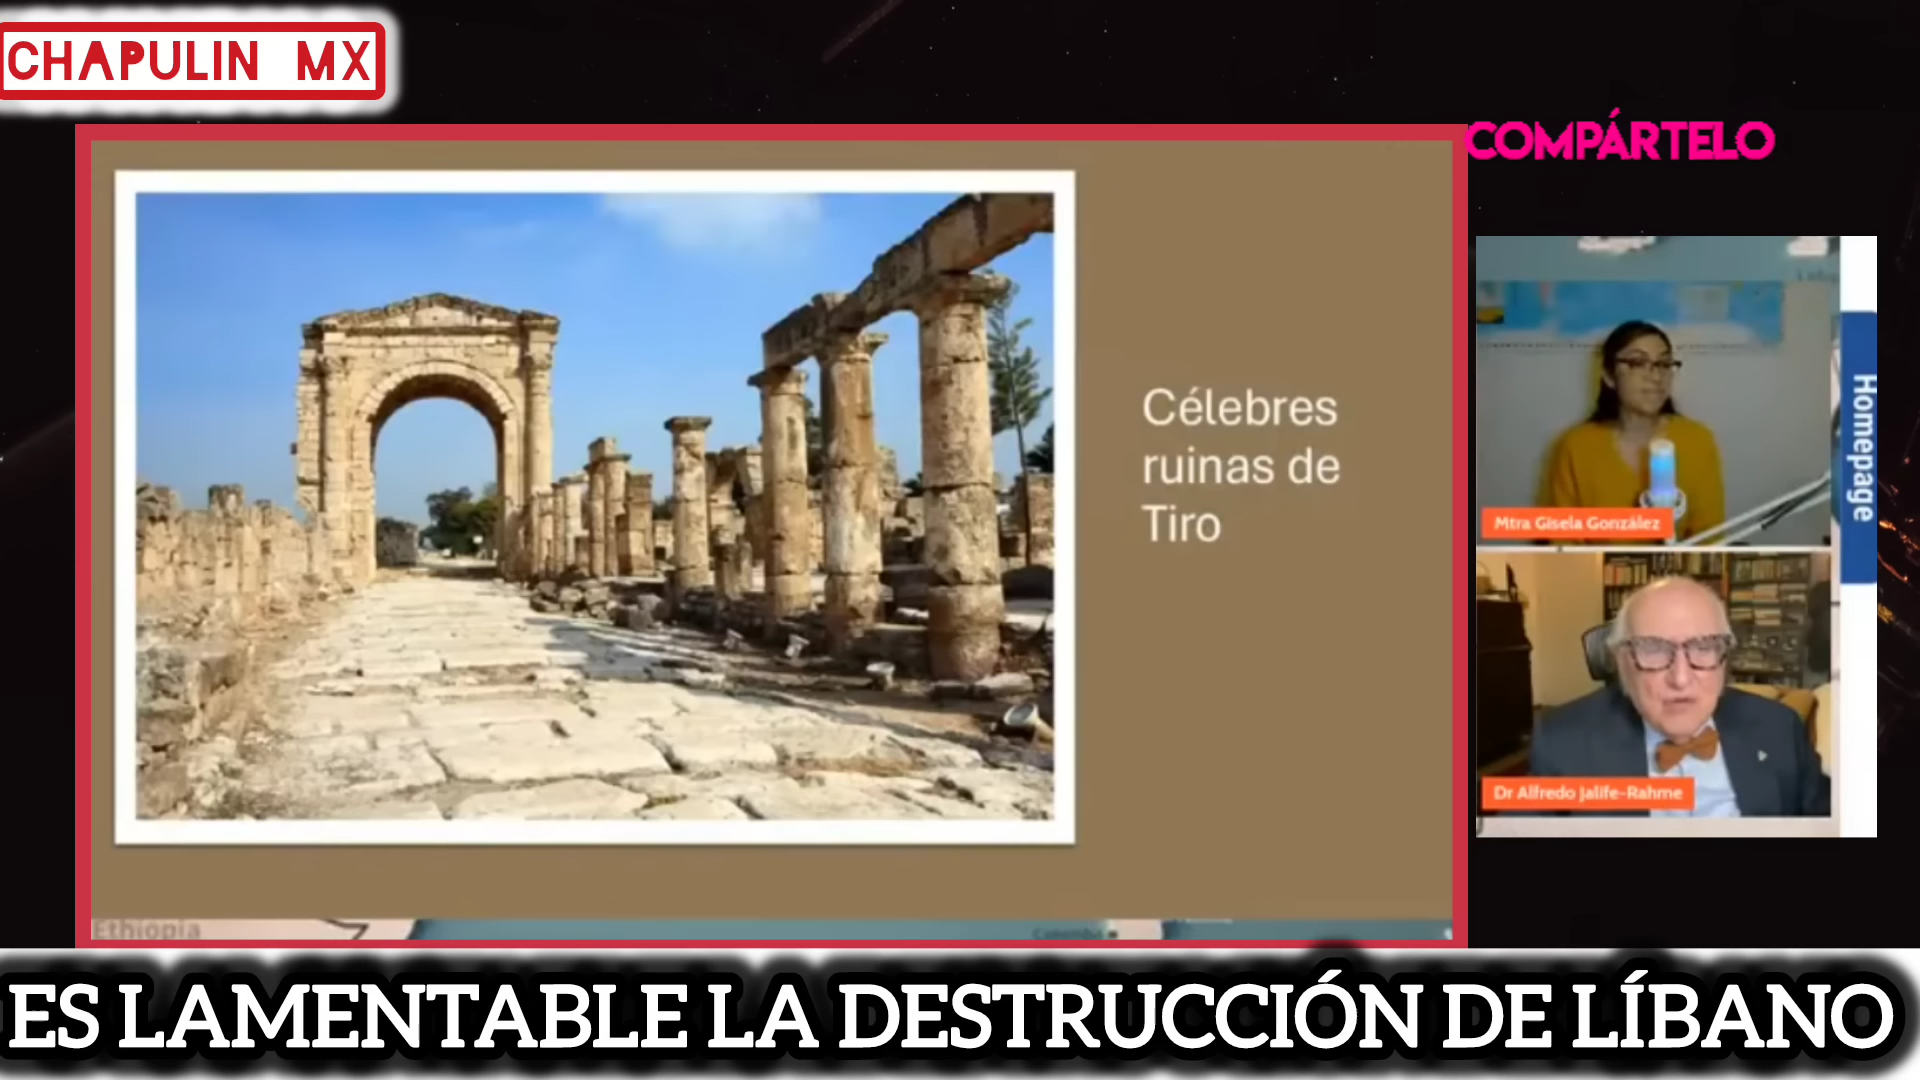 CHAPULIN MX
COMPÁRTELO
Célebres
ruinas de
Tiro
Homepage
Mtra Gisela González
Dr Alfredo Jalife-Rahme
Ethiopia
ES LAMENTABLE LA DESTRUCCIÓN DE LÍBANO